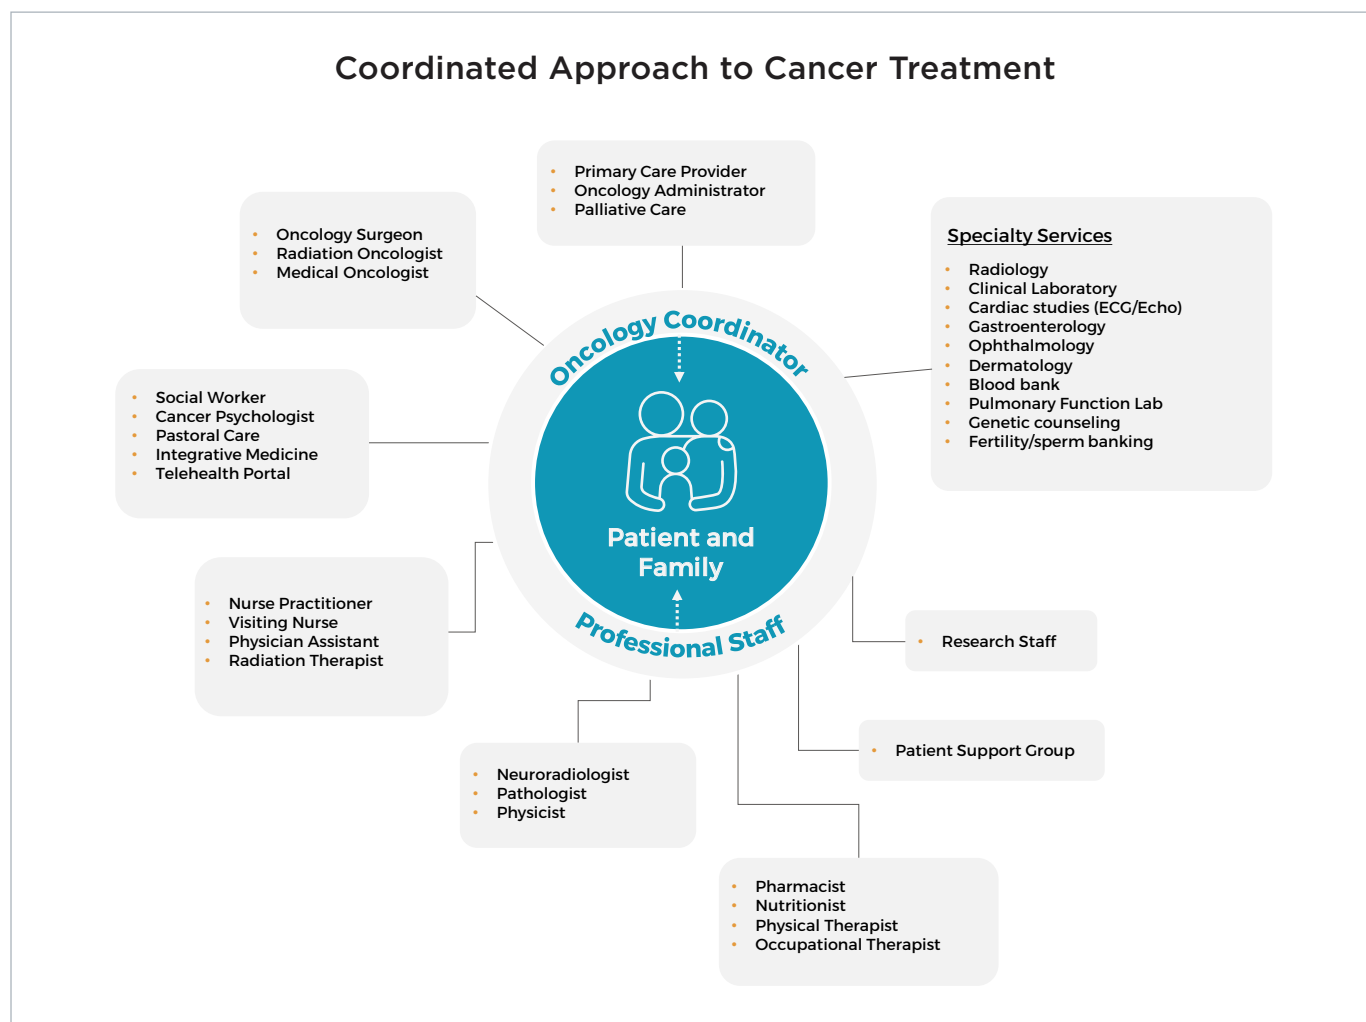 Coordinated Approach to Cancer Treatment
• Primary Care Provider
• Oncology Administrator
• Palliative Care
• Oncology Surgeon
• Radiation Oncologist
• Medical Oncologist
Specialty Services
• Radiology
• Clinical Laboratory
• Cardiac studies (ECG/Echo)
• Gastroenterology
• Ophthalmology
• Dermatology
• Blood bank
• Pulmonary Function Lab
• Genetic counseling
• Fertility/sperm banking
Oncology Coordinator
Patient and
Family
Professional Staff
• Social Worker
• Cancer Psychologist
• Pastoral Care
• Integrative Medicine
• Telehealth Portal
• Nurse Practitioner
• Visiting Nurse
• Physician Assistant
• Radiation Therapist
• Research Staff
• Patient Support Group
• Neuroradiologist
• Pathologist
• Physicist
• Pharmacist
• Nutritionist
• Physical Therapist
• Occupational Therapist